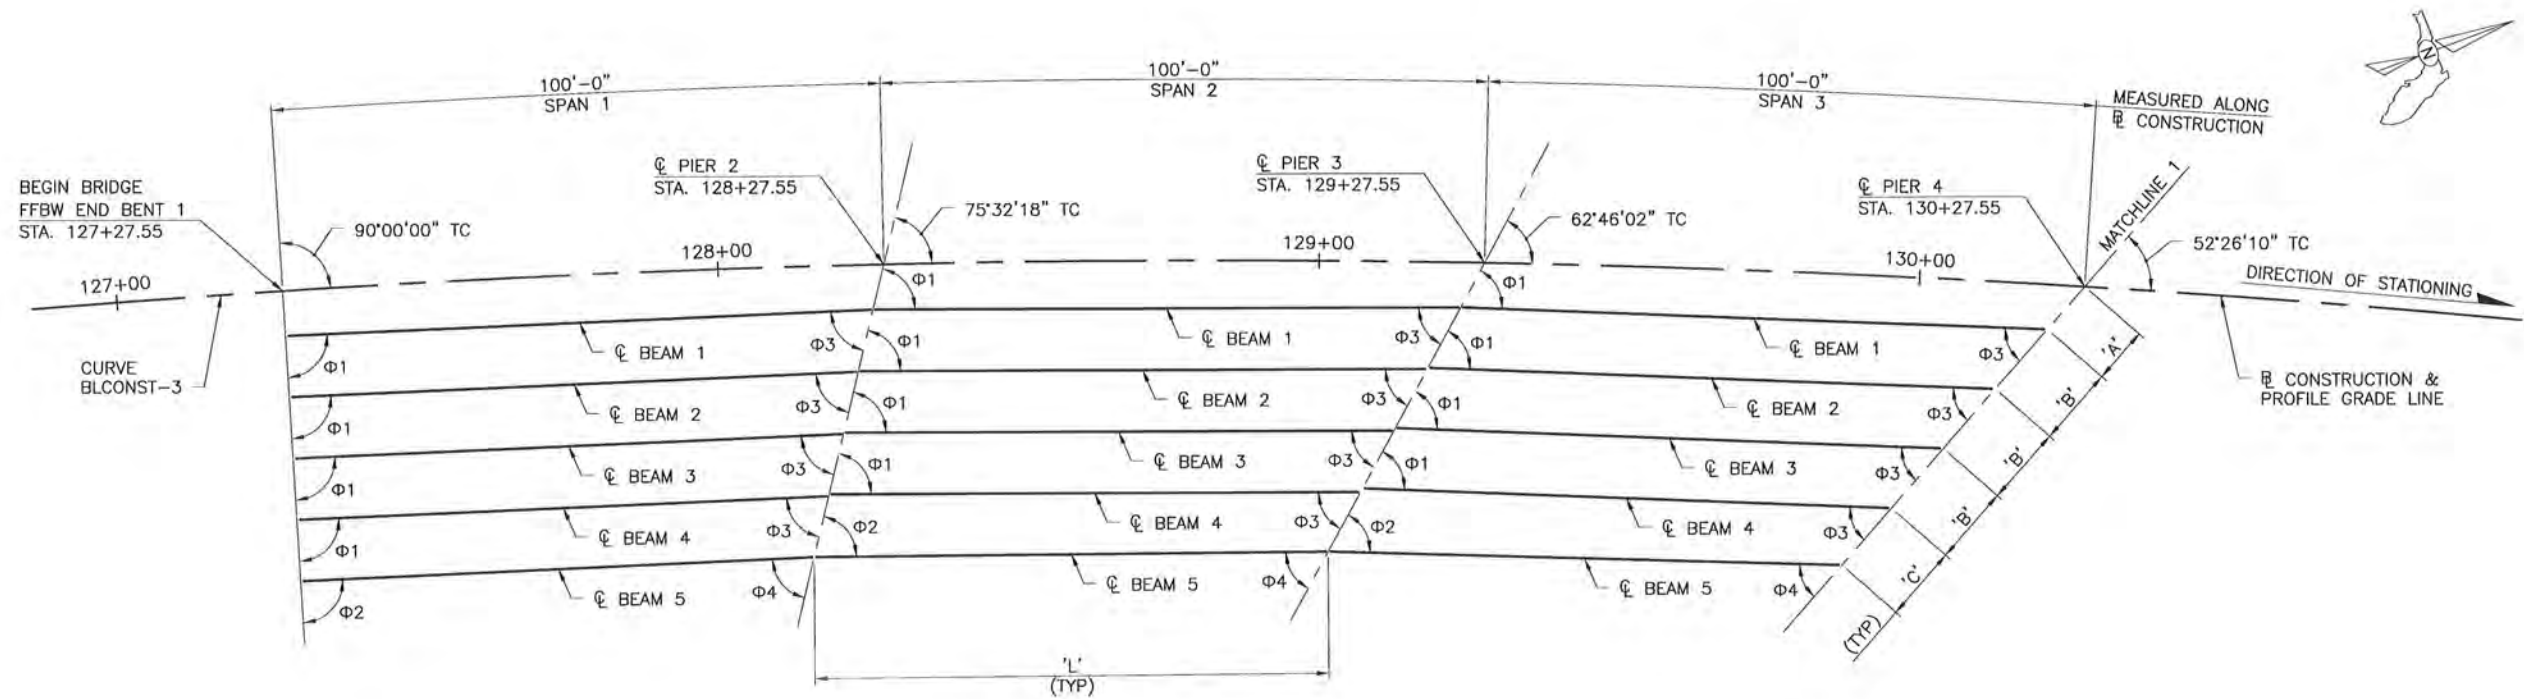 100'-0"
SPAN 1
100'-0"
SPAN 2
100'-0"
SPAN 3
MEASURED ALONG
℄ CONSTRUCTION
N
BEGIN BRIDGE
FFBW END BENT 1
STA. 127+27.55
90°00'00" TC
℄ PIER 2
STA. 128+27.55
75°32'18" TC
℄ PIER 3
STA. 129+27.55
62°46'02" TC
℄ PIER 4
STA. 130+27.55
MATCHLINE 1
52°26'10" TC
DIRECTION OF STATIONING
127+00
128+00
129+00
130+00
CURVE
BLCONST-3
Φ1
Φ1
Φ1
Φ3
Φ1
℄ BEAM 1
Φ3
Φ1
℄ BEAM 1
Φ3
Φ1
℄ BEAM 1
Φ3
Φ1
℄ BEAM 2
Φ3
Φ1
℄ BEAM 2
Φ3
Φ1
℄ BEAM 2
Φ3
Φ1
℄ BEAM 3
Φ3
Φ1
℄ BEAM 3
Φ3
Φ1
℄ BEAM 3
Φ3
Φ1
℄ BEAM 4
Φ3
Φ2
℄ BEAM 4
Φ3
Φ2
℄ BEAM 4
Φ3
Φ2
℄ BEAM 5
Φ4
℄ BEAM 5
Φ4
℄ BEAM 5
Φ4
'A'
'B'
'B'
'B'
'C'
(TYP)
℄ CONSTRUCTION &
PROFILE GRADE LINE
'L'
(TYP)